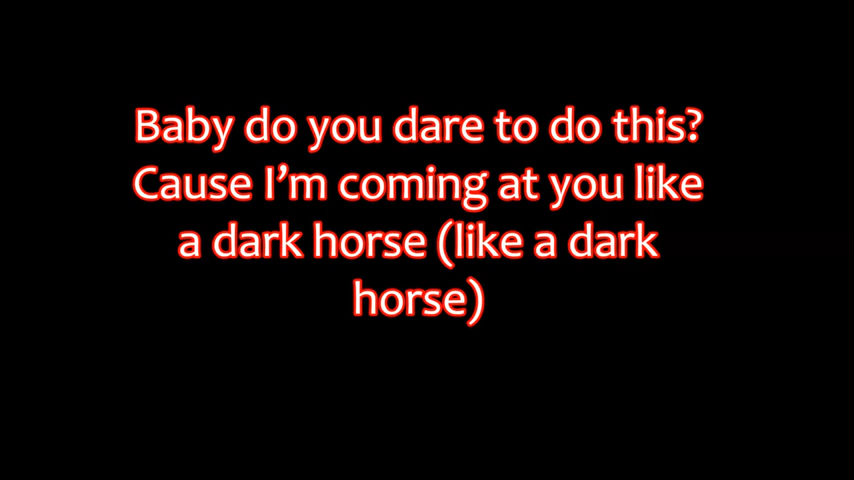 Baby do you dare to do this?
Cause I’m coming at you like
a dark horse (like a dark
horse)